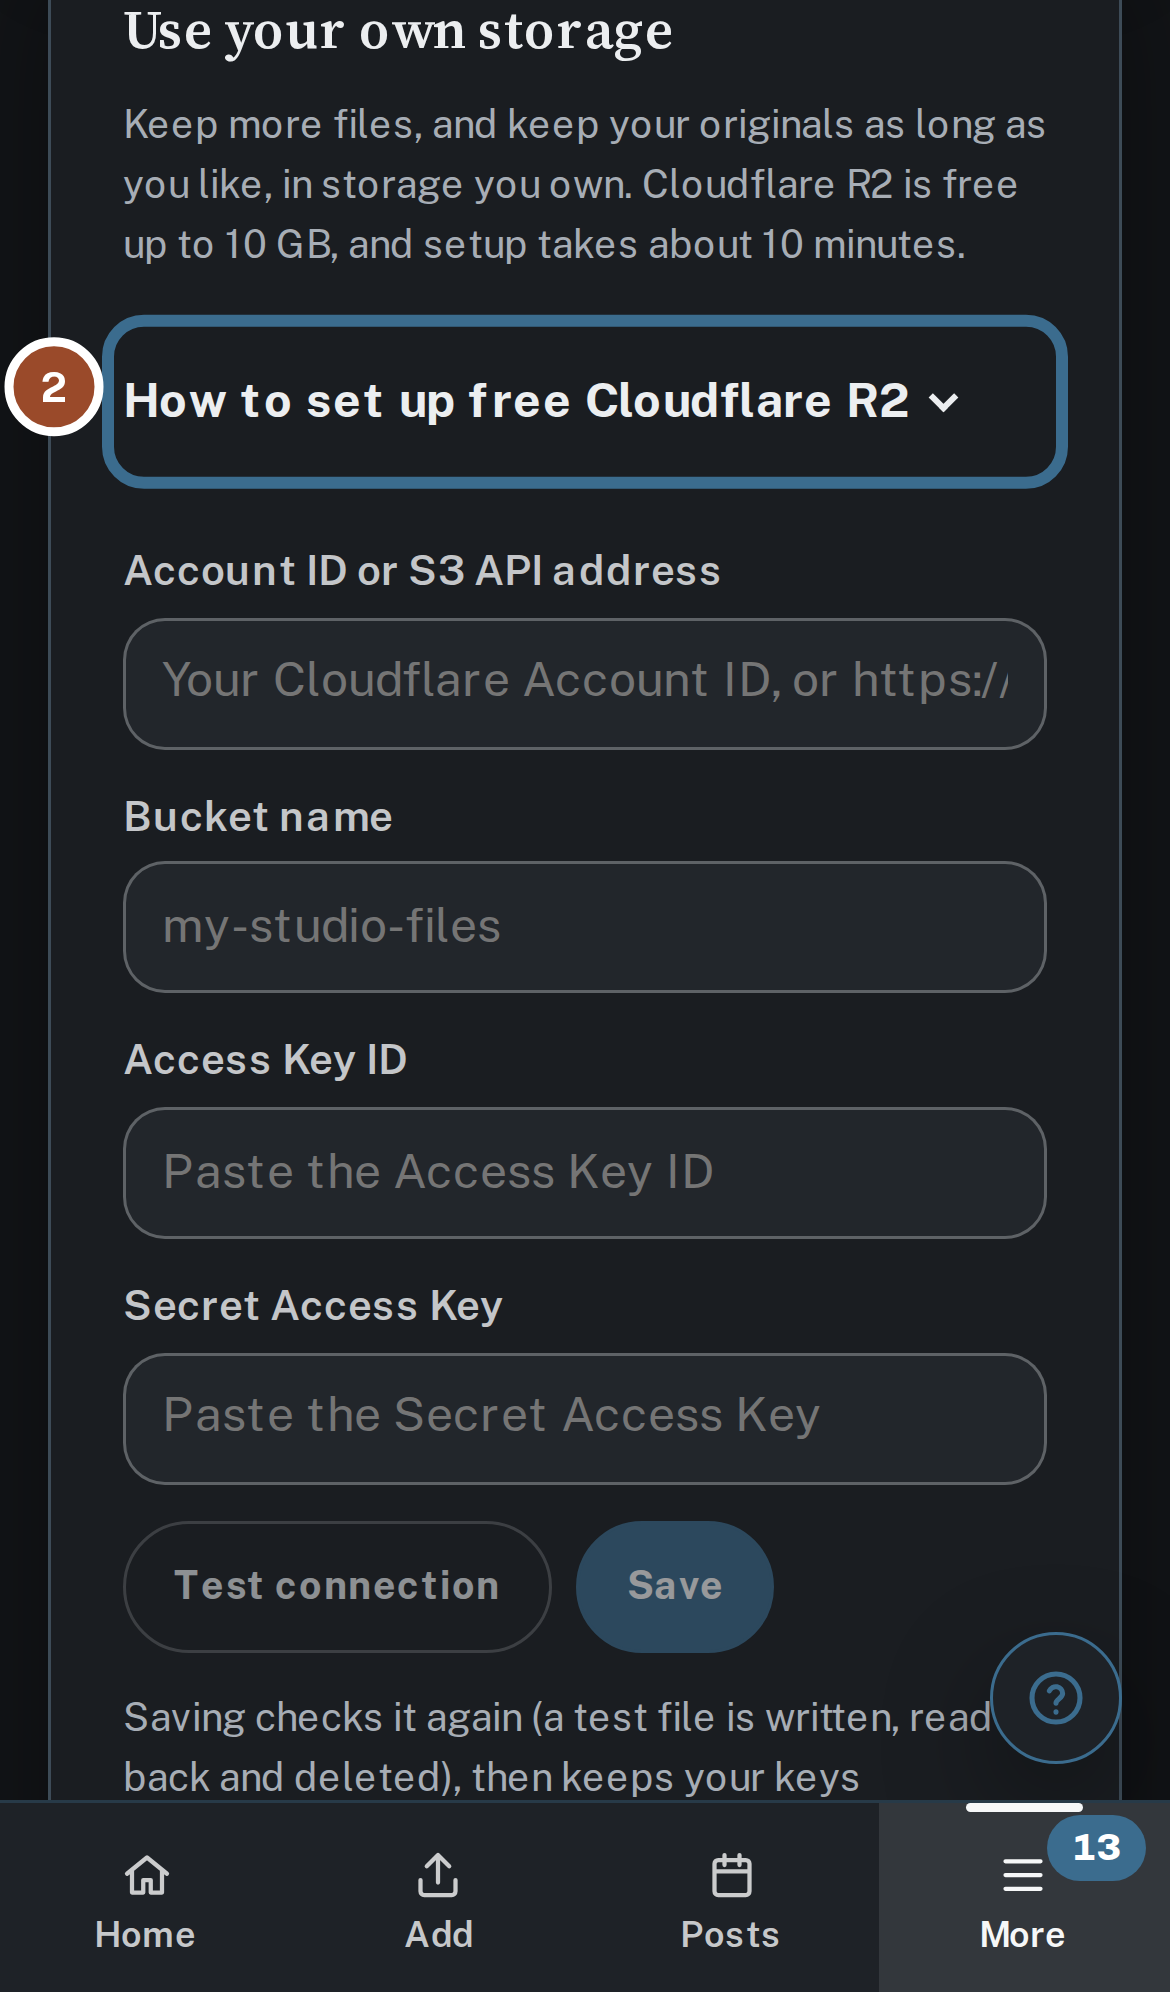 Use your own storage
Keep more files, and keep your originals as long as
you like, in storage you own. Cloudflare R2 is free
up to 10 GB, and setup takes about 10 minutes.
2
How to set up free Cloudflare R2
Account ID or S3 API address
Your Cloudflare Account ID, or https://
Bucket name
my-studio-files
Access Key ID
Paste the Access Key ID
Secret Access Key
Paste the Secret Access Key
Test connection
Save
Saving checks it again (a test file is written, read
back and deleted), then keeps your keys
13
Home
Add
Posts
More